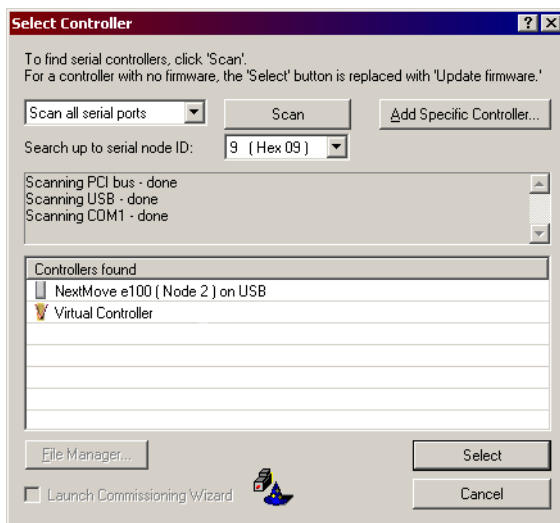 Select Controller
To find serial controllers, click 'Scan'.
For a controller with no firmware, the 'Select' button is replaced with 'Update firmware.'
Scan all serial ports
Scan
Add Specific Controller...
Search up to serial node ID:
9 ( Hex 09 )
Scanning PCI bus - done
Scanning USB - done
Scanning COM1 - done
Controllers found
NextMove e100 ( Node 2 ) on USB
Virtual Controller
File Manager...
Select
Launch Commissioning Wizard
Cancel